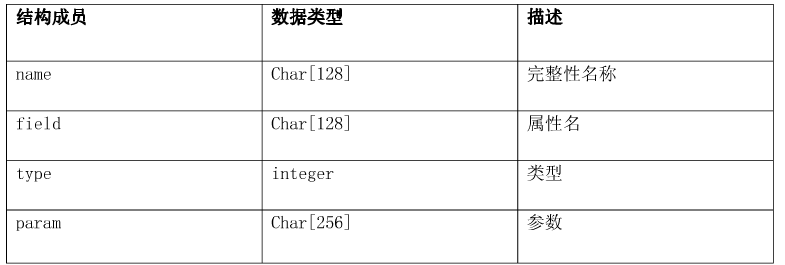 结构成员 数据类型 描述
name Char[128] 完整性名称
field Char[128] 属性名
type integer 类型
param Char[256] 参数